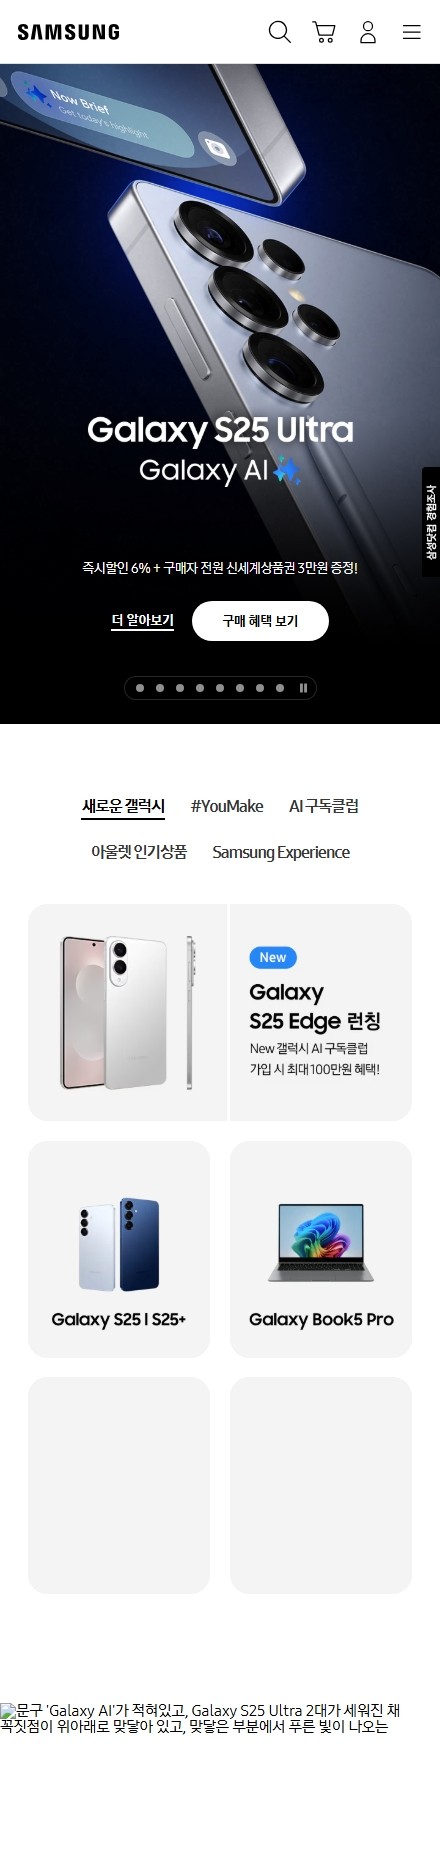 SAMSUNG
Now Brief
Get today's highlight
Galaxy S25 Ultra
Galaxy AI
삼성닷컴 경험조사
즉시할인 6% + 구매자 전원 신세계상품권 3만원 증정!
더 알아보기
구매 혜택 보기
새로운 갤럭시 #YouMake AI 구독클럽
아울렛 인기상품 Samsung Experience
New
Galaxy
S25 Edge 런칭
New 갤럭시 AI 구독클럽
가입 시 최대 100만원 혜택!
Galaxy S25 l S25+
Galaxy Book5 Pro
문구 'Galaxy AI'가 적혀있고, Galaxy S25 Ultra 2대가 세워진 채
꼭짓점이 위아래로 맞닿아 있고, 맞닿은 부분에서 푸른 빛이 나오는